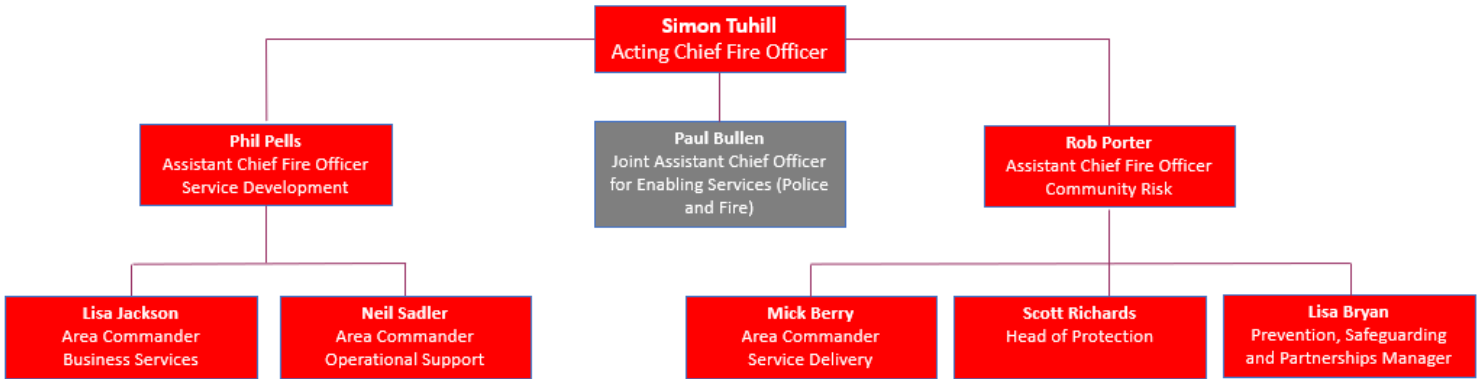 Simon Tuhill
Acting Chief Fire Officer
Phil Pells
Assistant Chief Fire Officer
Service Development
Paul Bullen
Joint Assistant Chief Officer
for Enabling Services (Police
and Fire)
Rob Porter
Assistant Chief Fire Officer
Community Risk
Lisa Jackson
Area Commander
Business Services
Neil Sadler
Area Commander
Operational Support
Mick Berry
Area Commander
Service Delivery
Scott Richards
Head of Protection
Lisa Bryan
Prevention, Safeguarding
and Partnerships Manager